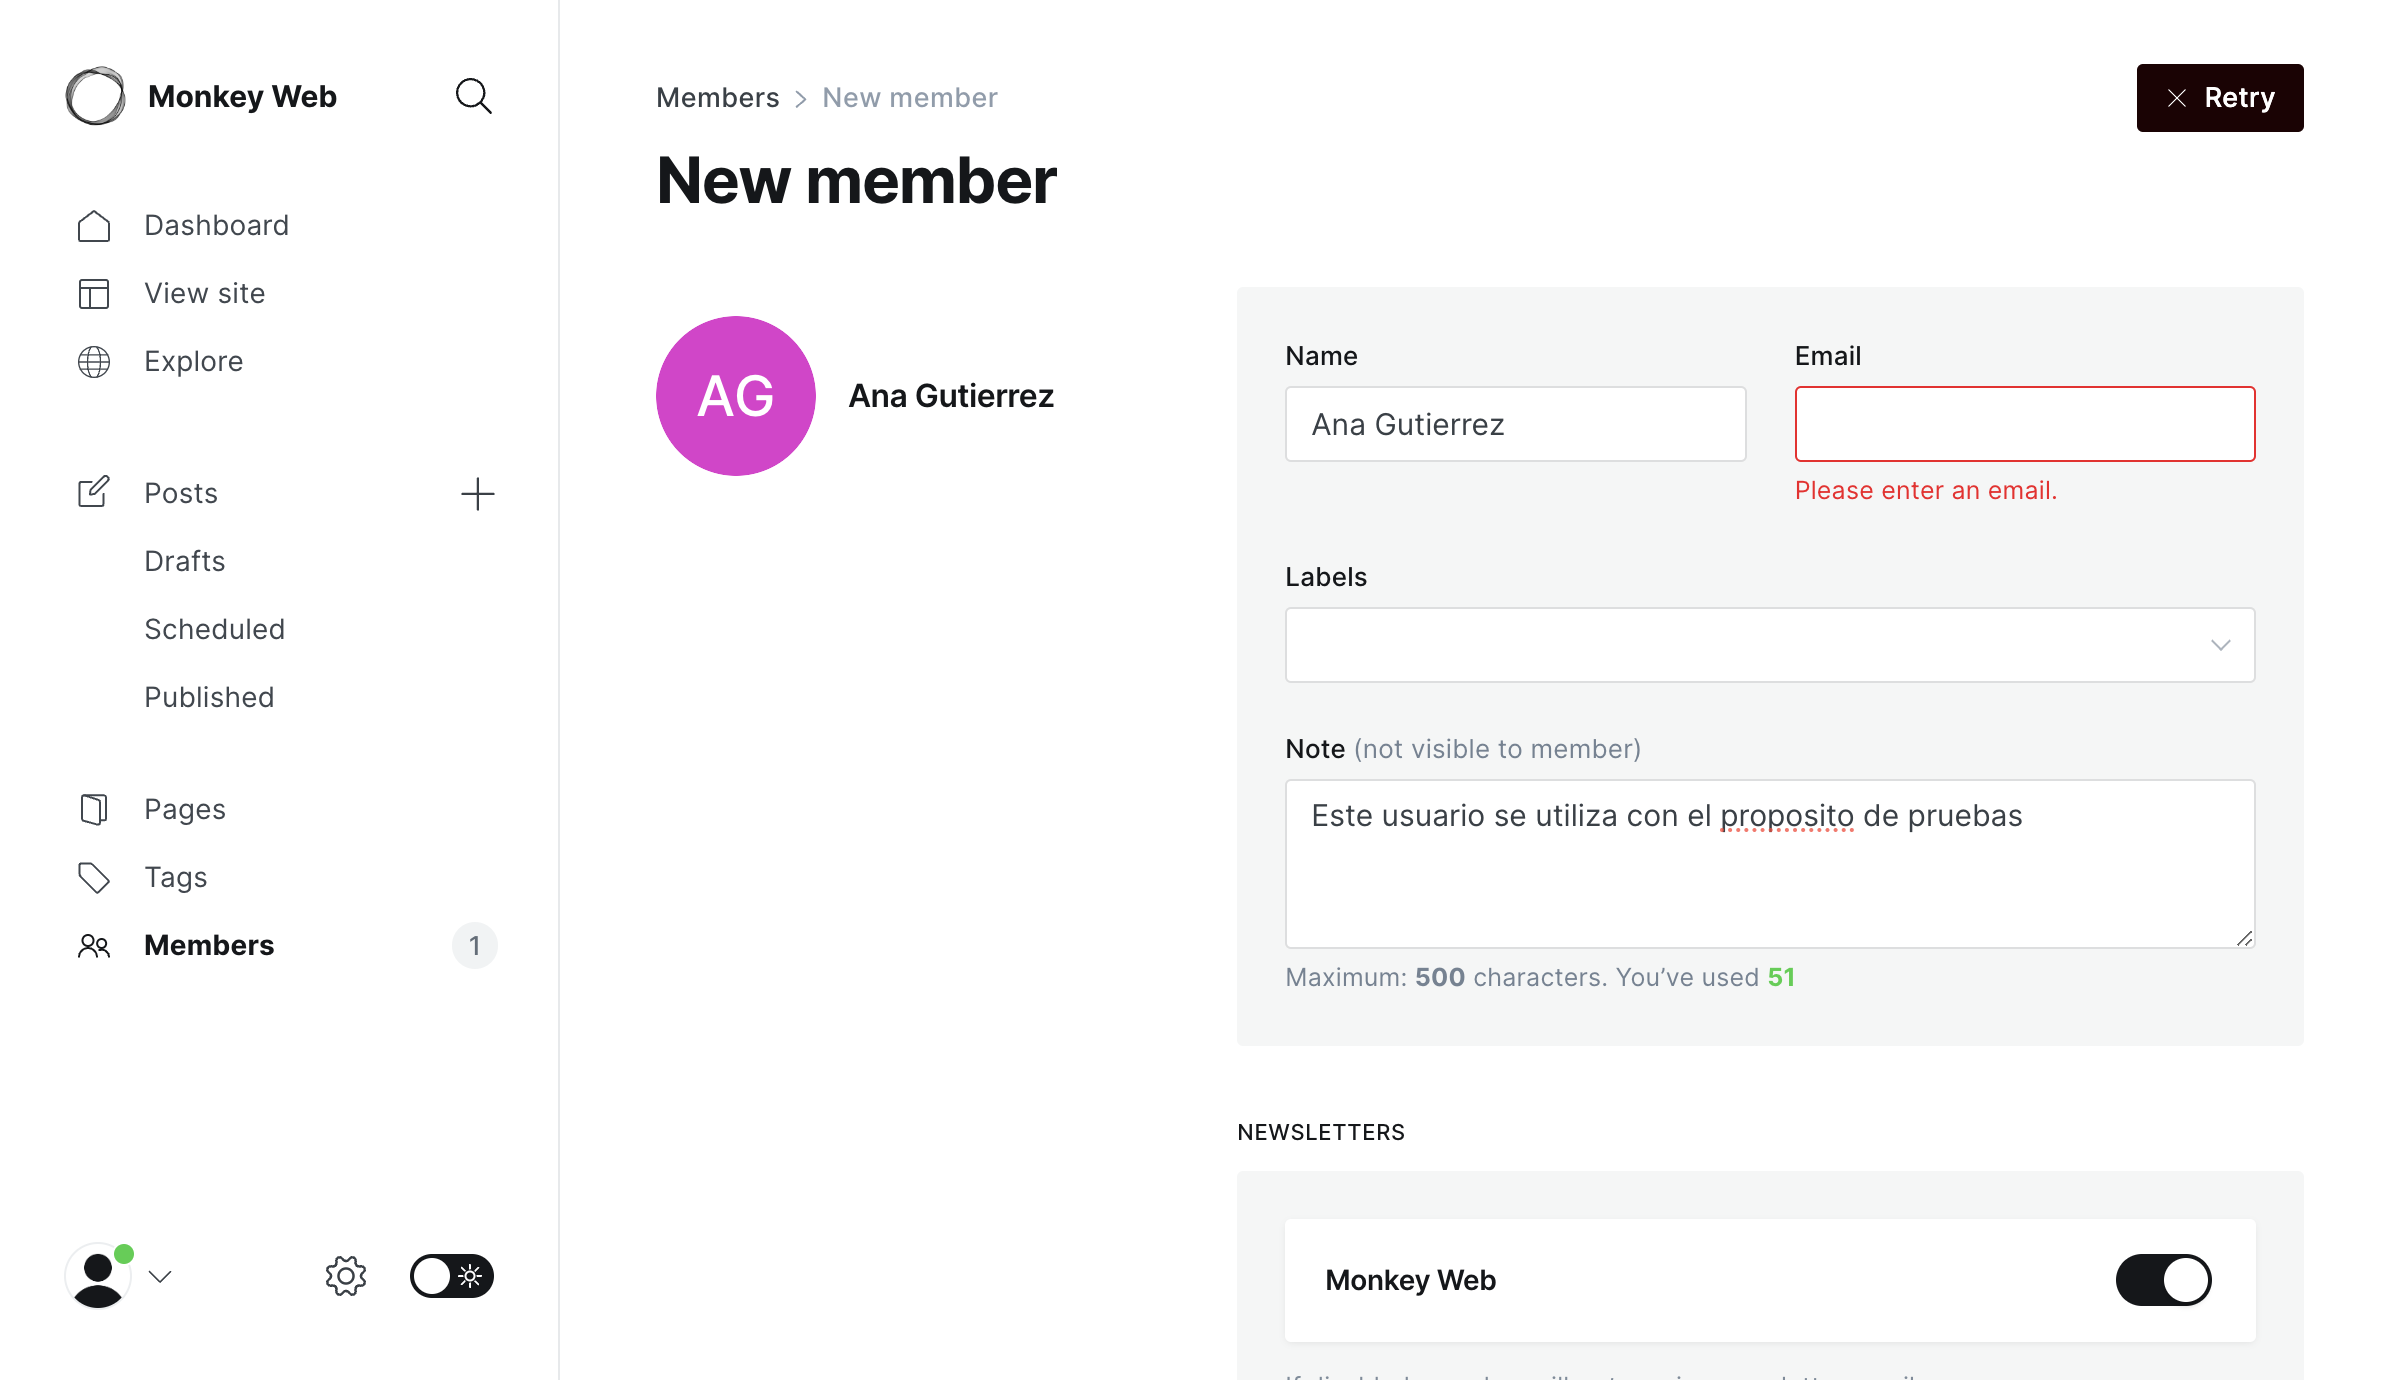 Monkey Web
Dashboard
View site
Explore
Posts
Drafts
Scheduled
Published
Pages
Tags
Members 1
Members > New member
Retry
New member
AG
Ana Gutierrez
Name
Ana Gutierrez
Email
Please enter an email.
Labels
Note (not visible to member)
Este usuario se utiliza con el proposito de pruebas
Maximum: 500 characters. You’ve used 51
NEWSLETTERS
Monkey Web